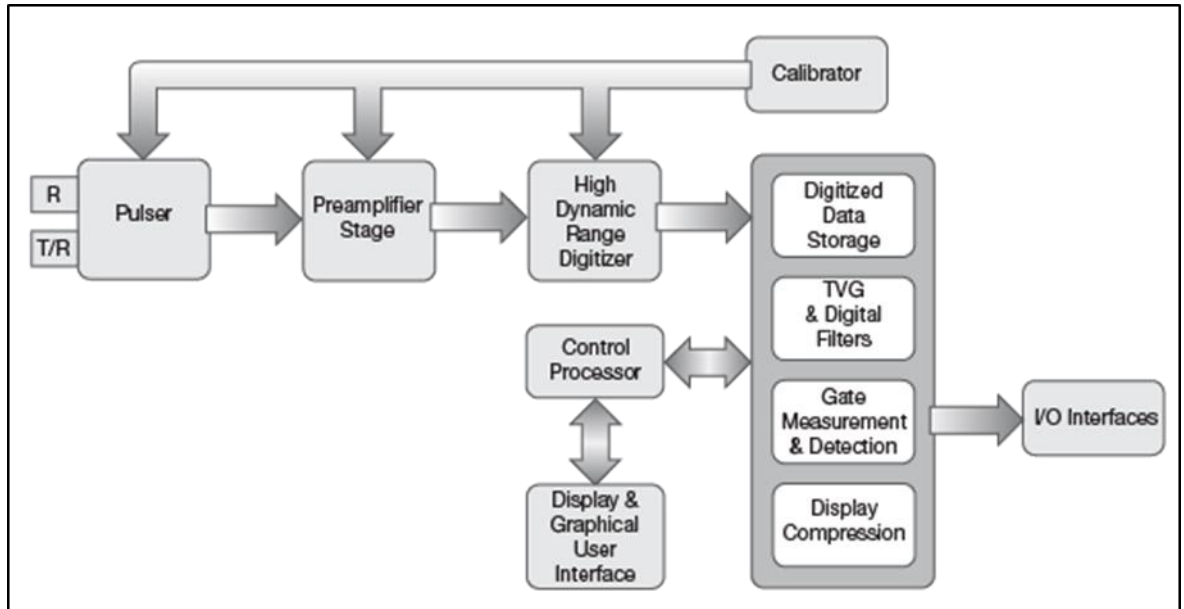 Calibrator
R
T/R
Pulser
Preamplifier
Stage
High
Dynamic
Range
Digitizer
Digitized
Data
Storage
TVG
& Digital
Filters
Control
Processor
Gate
Measurement
& Detection
I/O Interfaces
Display &
Graphical
User
Interface
Display
Compression